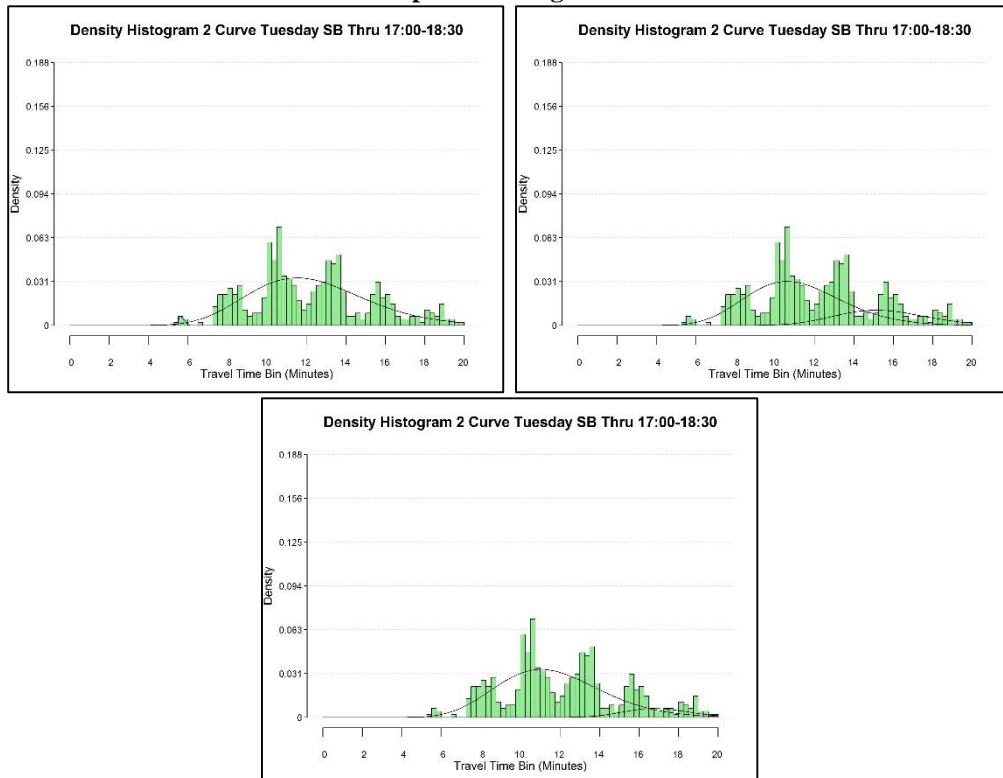 Density Histogram 2 Curve Tuesday SB Thru 17:00-18:30
0.188
0.156
0.125
0.094
0.063
0.031
0
Density
0 2 4 6 8 10 12 14 16 18 20
Travel Time Bin (Minutes)
Density Histogram 2 Curve Tuesday SB Thru 17:00-18:30
0.188
0.156
0.125
0.094
0.063
0.031
0
Density
0 2 4 6 8 10 12 14 16 18 20
Travel Time Bin (Minutes)
Density Histogram 2 Curve Tuesday SB Thru 17:00-18:30
0.188
0.156
0.125
0.094
0.063
0.031
0
Density
0 2 4 6 8 10 12 14 16 18 20
Travel Time Bin (Minutes)